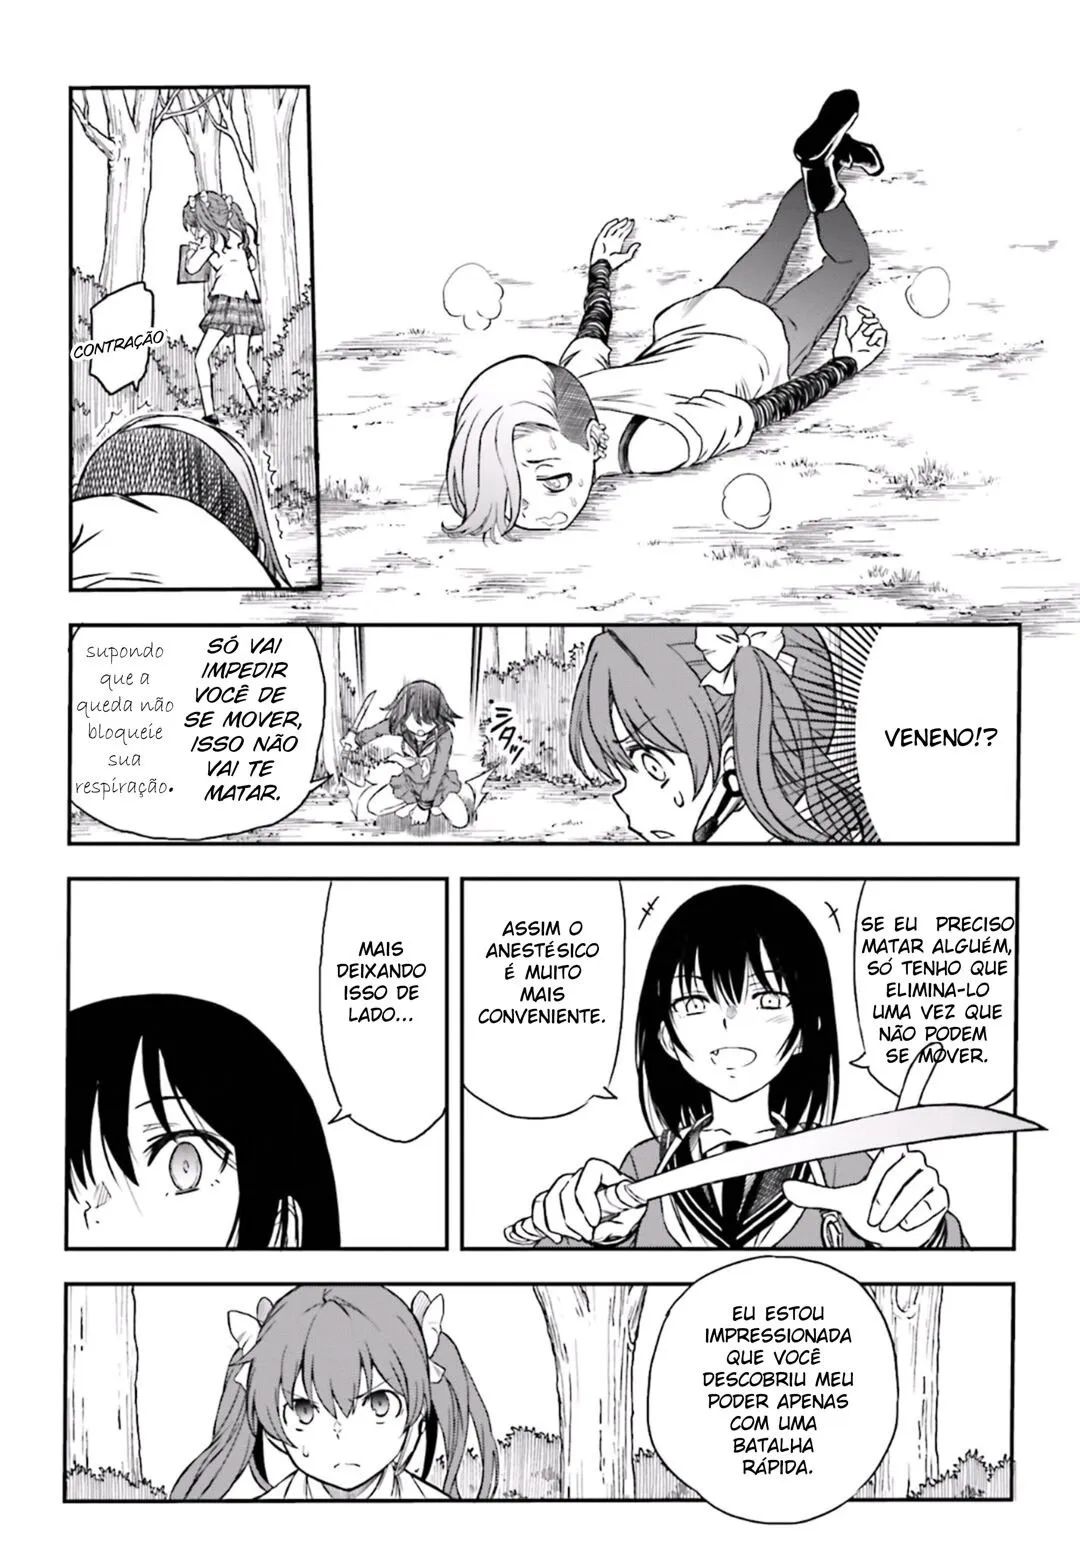 CONTRAÇÃO
VENENO!?
SÓ VAI
IMPEDIR
VOCÊ DE
SE MOVER,
ISSO NÃO
VAI TE
MATAR.
supondo
que a
queda não
bloqueie
sua
respiração.
SE EU PRECISO
MATAR ALGUÉM,
SÓ TENHO QUE
ELIMINA-LO
UMA VEZ QUE
NÃO PODEM
SE MOVER.
ASSIM O
ANESTÉSICO
É MUITO
MAIS
CONVENIENTE.
MAIS
DEIXANDO
ISSO DE
LADO...
EU ESTOU
IMPRESSIONADA
QUE VOCÊ
DESCOBRIU MEU
PODER APENAS
COM UMA
BATALHA
RÁPIDA.